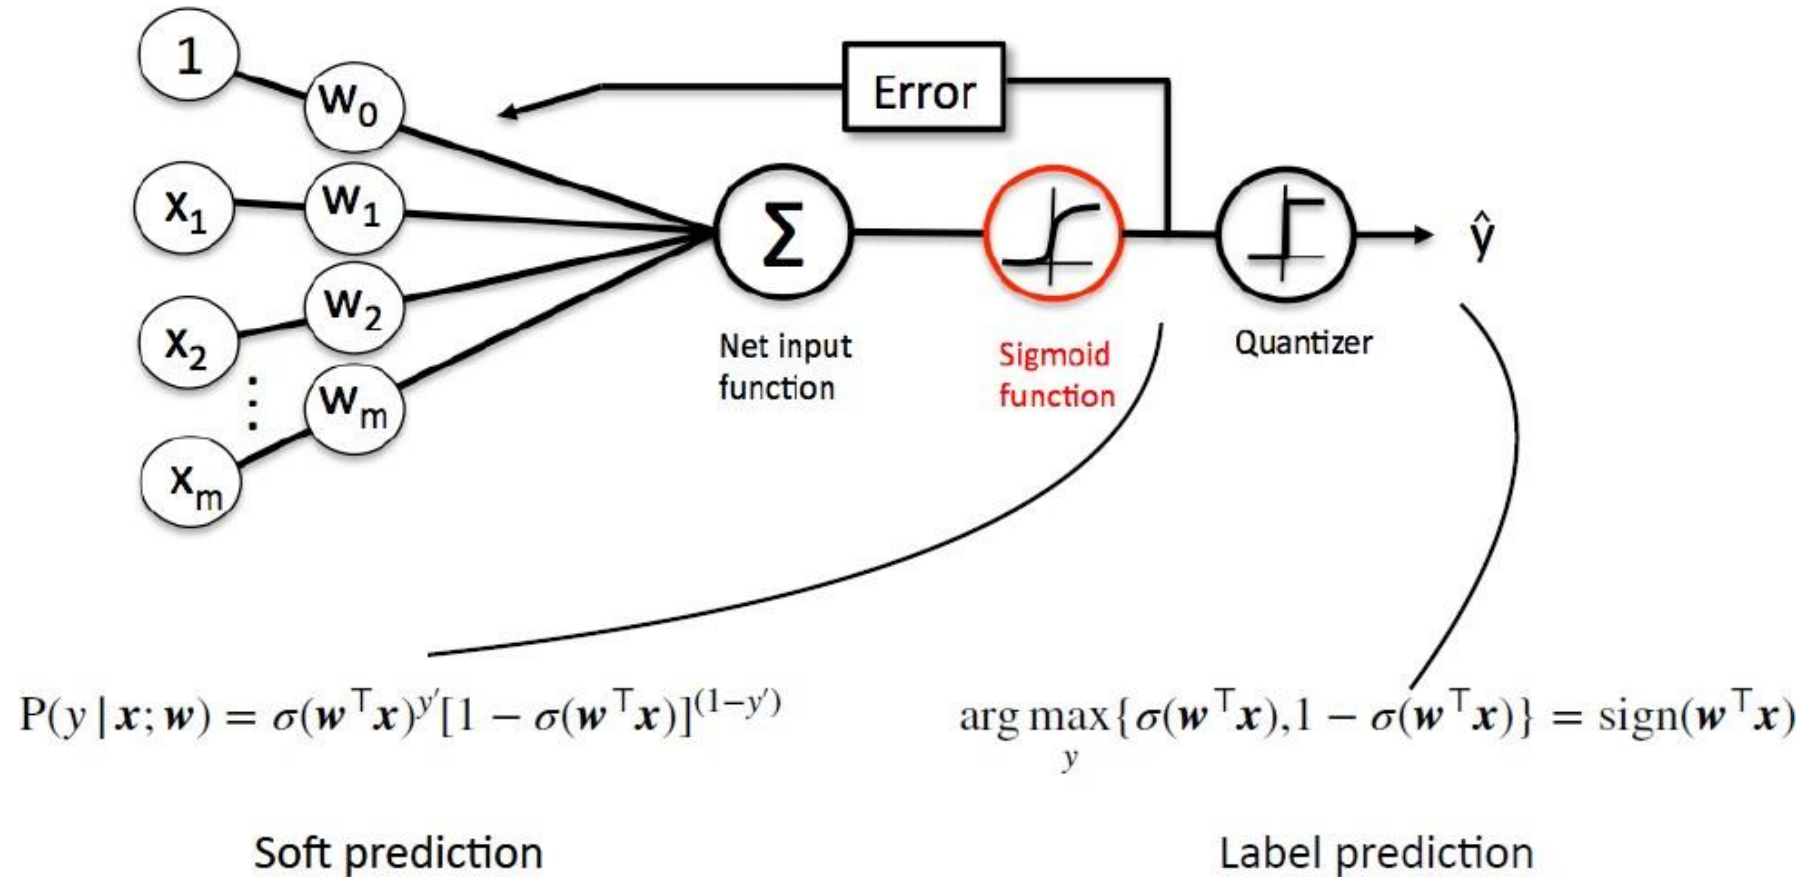 1
w₀
Error
x₁
w₁
Σ
ŷ
x₂
w₂
Net input
function
Sigmoid
function
Quantizer
⋮
wₘ
xₘ
P(y | x; w) = σ(w^⊤x)^{y′}[1 − σ(w^⊤x)]^{(1−y′)}
arg max_y{σ(w^⊤x),1 − σ(w^⊤x)} = sign(w^⊤x)
Soft prediction
Label prediction